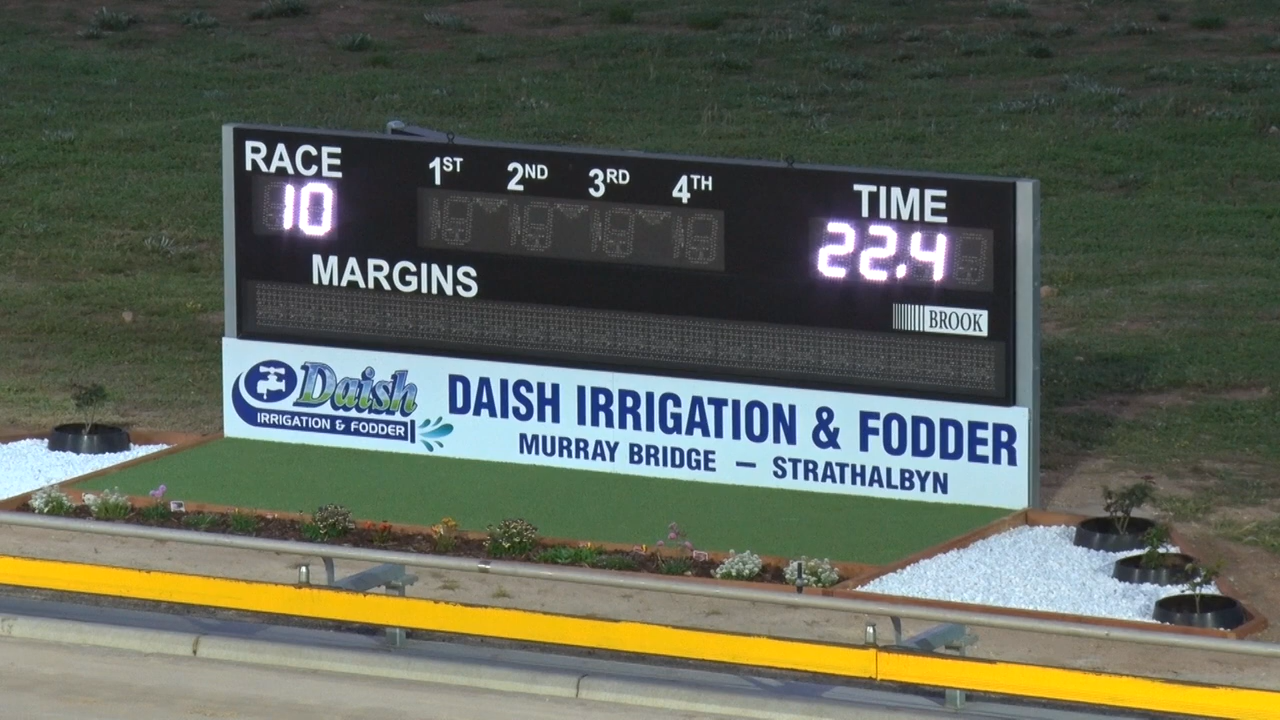 RACE 1ST 2ND 3RD 4TH TIME
10 22.4
MARGINS
BROOK
Daish
IRRIGATION & FODDER
DAISH IRRIGATION & FODDER
MURRAY BRIDGE — STRATHALBYN